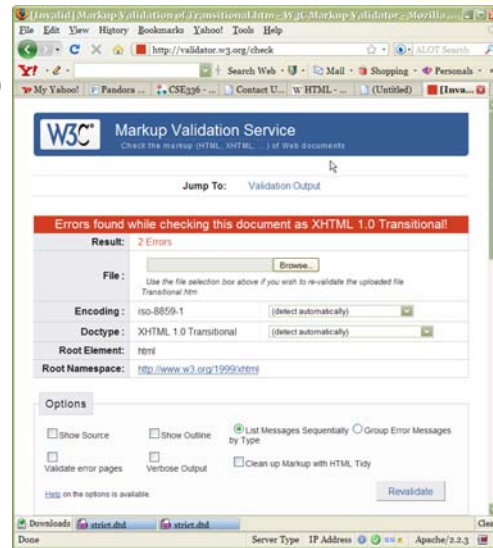 [Invalid] Markup Validation of Transitional.htm - W3C Markup Validator - Mozilla
File Edit View History Bookmarks Yahoo! Tools Help
http://validator.w3.org/check ALOT Search
Y! Search Web Mail Shopping Personals
My Yahoo! Pandora ... CSE336 - ... Contact U... HTML - ... (Untitled) [Inva...
W3C Markup Validation Service
Check the markup (HTML, XHTML, ...) of Web documents
Jump To: Validation Output
Errors found while checking this document as XHTML 1.0 Transitional!
Result: 2 Errors
File : Browse...
Use the file selection box above if you wish to re-validate the uploaded file
Transitional.htm
Encoding : iso-8859-1 (detect automatically)
Doctype : XHTML 1.0 Transitional (detect automatically)
Root Element: html
Root Namespace: http://www.w3.org/1999/xhtml
Options
Show Source Show Outline List Messages Sequentially Group Error Messages
by Type
Validate error pages Verbose Output Clean up Markup with HTML Tidy
Help on the options is available. Revalidate
Downloads strict.dtd strict.dtd Clea
Done Server Type IP Address Apache/2.2.3